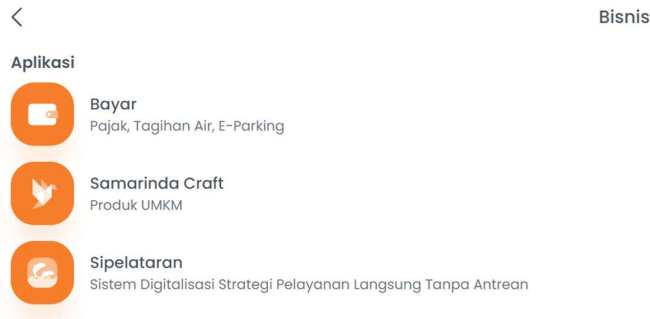 Bisnis
Aplikasi
Bayar
Pajak, Tagihan Air, E-Parking
Samarinda Craft
Produk UMKM
Sipelataran
Sistem Digitalisasi Strategi Pelayanan Langsung Tanpa Antrean